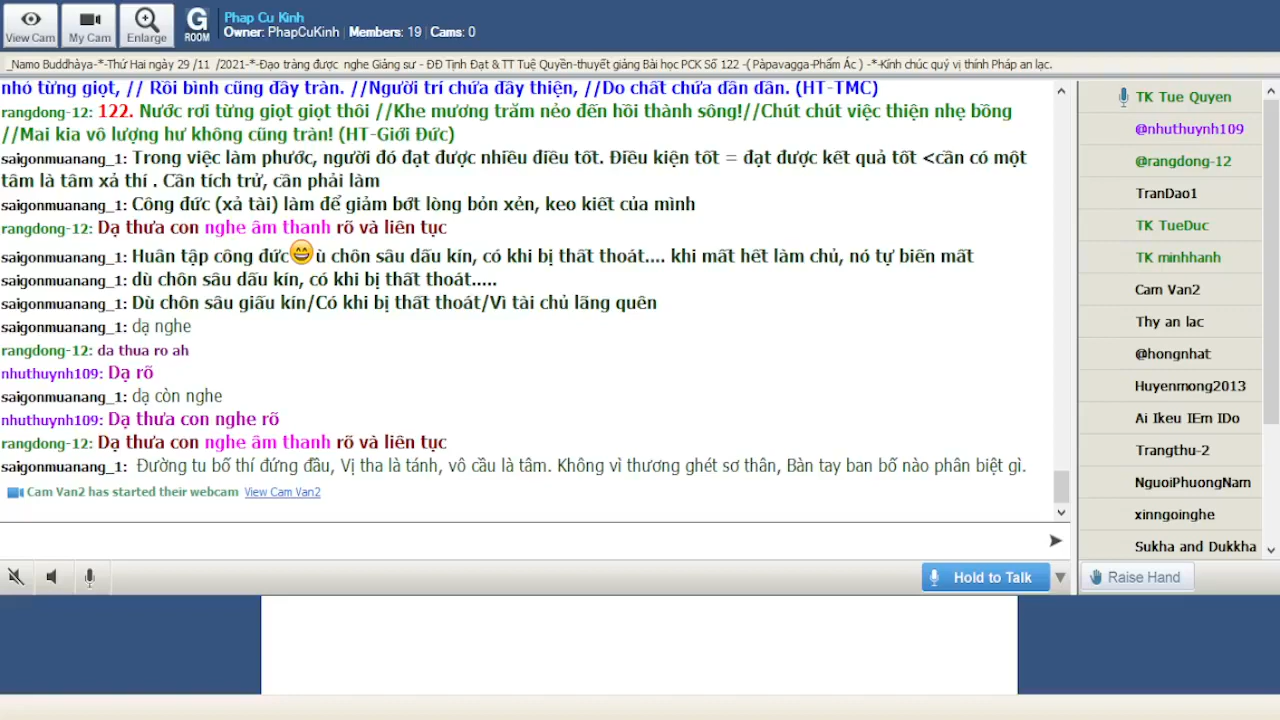 View Cam
My Cam
Enlarge
G
ROOM
Phap Cu Kinh
Owner: PhapCuKinh | Members: 19 | Cams: 0
_Namo Buddhàya-*-Thứ Hai ngày 29 /11 /2021-*-Đạo tràng được nghe Giảng sư - ĐĐ Tịnh Đạt & TT Tuệ Quyền-thuyết giảng Bài học PCK Số 122 -( Pàpavagga-Phẩm Ác ) -*-Kính chúc quý vị thính Pháp an lạc.
nhỏ từng giọt, // Rồi bình cũng đầy tràn. //Người trí chứa đầy thiện, //Do chất chứa dần dần. (HT-TMC)
rangdong-12: 122. Nước rơi từng giọt giọt thôi //Khe mương trăm nẻo đến hồi thành sông!//Chút chút việc thiện nhẹ bồng
//Mai kia vô lượng hư không cũng tràn! (HT-Giới Đức)
saigonmuanang_1: Trong việc làm phước, người đó đạt được nhiều điều tốt. Điều kiện tốt = đạt được kết quả tốt <cần có một
tâm là tâm xả thí . Cần tích trử, cần phải làm
saigonmuanang_1: Công đức (xả tài) làm để giảm bớt lòng bỏn xẻn, keo kiết của mình
rangdong-12: Dạ thưa con nghe âm thanh rõ và liên tục
saigonmuanang_1: Huân tập công đức😄ù chôn sâu dấu kín, có khi bị thất thoát.... khi mất hết làm chủ, nó tự biến mất
saigonmuanang_1: dù chôn sâu dấu kín, có khi bị thất thoát.....
saigonmuanang_1: Dù chôn sâu giấu kín/Có khi bị thất thoát/Vì tài chủ lãng quên
saigonmuanang_1: dạ nghe
rangdong-12: da thua ro ah
nhuthuynh109: Dạ rõ
saigonmuanang_1: dạ còn nghe
nhuthuynh109: Dạ thưa con nghe rõ
rangdong-12: Dạ thưa con nghe âm thanh rõ và liên tục
saigonmuanang_1: Đường tu bố thí đứng đầu, Vị tha là tánh, vô cầu là tâm. Không vì thương ghét sơ thân, Bàn tay ban bố nào phân biệt gì.
Cam Van2 has started their webcam View Cam Van2
Hold to Talk
TK Tue Quyen
@nhuthuynh109
@rangdong-12
TranDao1
TK TueDuc
TK minhhanh
Cam Van2
Thy an lac
@hongnhat
Huyenmong2013
Ai Ikeu IEm IDo
Trangthu-2
NguoiPhuongNam
xinngoinghe
Sukha and Dukkha
Raise Hand